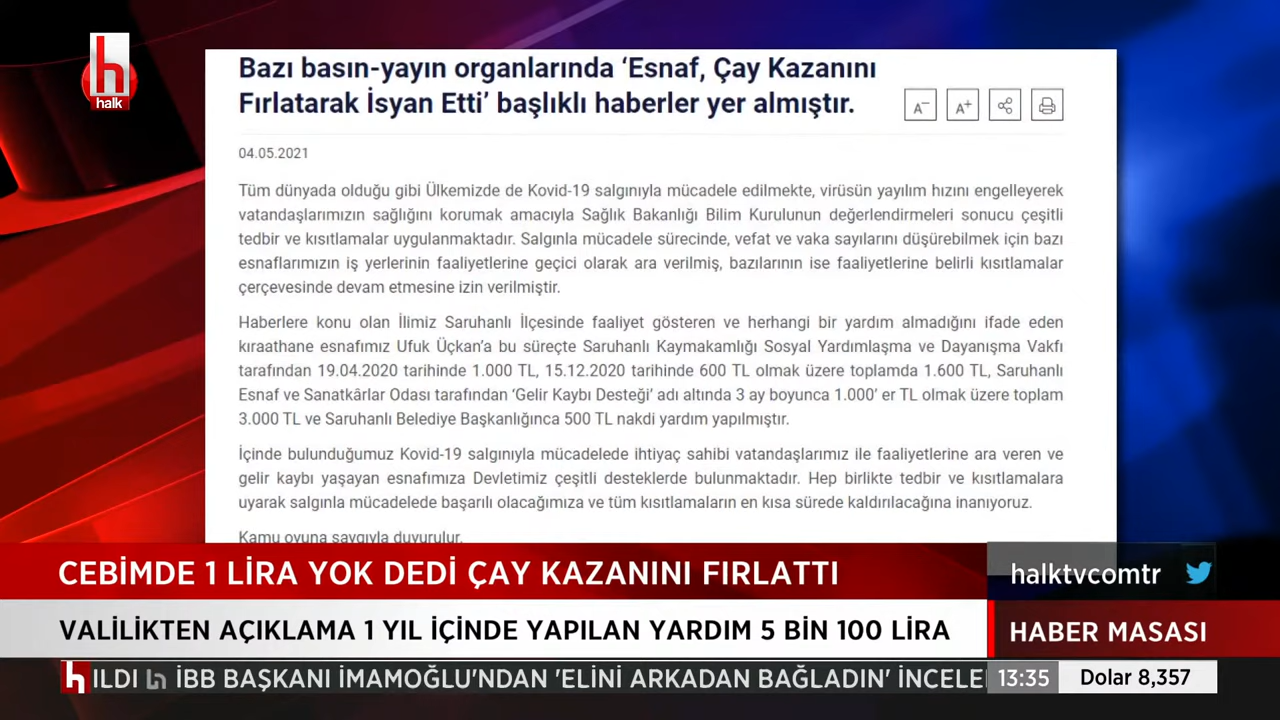 h
halk
Bazı basın-yayın organlarında ‘Esnaf, Çay Kazanını
Fırlatarak İsyan Etti’ başlıklı haberler yer almıştır.
A⁻ A⁺
04.05.2021
Tüm dünyada olduğu gibi Ülkemizde de Kovid-19 salgınıyla mücadele edilmekte, virüsün yayılım hızını engelleyerek
vatandaşlarımızın sağlığını korumak amacıyla Sağlık Bakanlığı Bilim Kurulunun değerlendirmeleri sonucu çeşitli
tedbir ve kısıtlamalar uygulanmaktadır. Salgınla mücadele sürecinde, vefat ve vaka sayılarını düşürebilmek için bazı
esnaflarımızın iş yerlerinin faaliyetlerine geçici olarak ara verilmiş, bazılarının ise faaliyetlerine belirli kısıtlamalar
çerçevesinde devam etmesine izin verilmiştir.
Haberlere konu olan İlimiz Saruhanlı İlçesinde faaliyet gösteren ve herhangi bir yardım almadığını ifade eden
kıraathane esnafımız Ufuk Üçkan’a bu süreçte Saruhanlı Kaymakamlığı Sosyal Yardımlaşma ve Dayanışma Vakfı
tarafından 19.04.2020 tarihinde 1.000 TL, 15.12.2020 tarihinde 600 TL olmak üzere toplamda 1.600 TL, Saruhanlı
Esnaf ve Sanatkârlar Odası tarafından ‘Gelir Kaybı Desteği’ adı altında 3 ay boyunca 1.000’ er TL olmak üzere toplam
3.000 TL ve Saruhanlı Belediye Başkanlığınca 500 TL nakdi yardım yapılmıştır.
İçinde bulunduğumuz Kovid-19 salgınıyla mücadelede ihtiyaç sahibi vatandaşlarımız ile faaliyetlerine ara veren ve
gelir kaybı yaşayan esnafımıza Devletimiz çeşitli desteklerde bulunmaktadır. Hep birlikte tedbir ve kısıtlamalara
uyarak salgınla mücadelede başarılı olacağımıza ve tüm kısıtlamaların en kısa sürede kaldırılacağına inanıyoruz.
Kamu oyuna saygıyla duyurulur.
CEBİMDE 1 LİRA YOK DEDİ ÇAY KAZANINI FIRLATTI
halktvcomtr
VALİLİKTEN AÇIKLAMA 1 YIL İÇİNDE YAPILAN YARDIM 5 BİN 100 LİRA
HABER MASASI
h ILDI h İBB BAŞKANI İMAMOĞLU'NDAN 'ELİNİ ARKADAN BAĞLADIN' İNCELE
13:35 Dolar 8,357